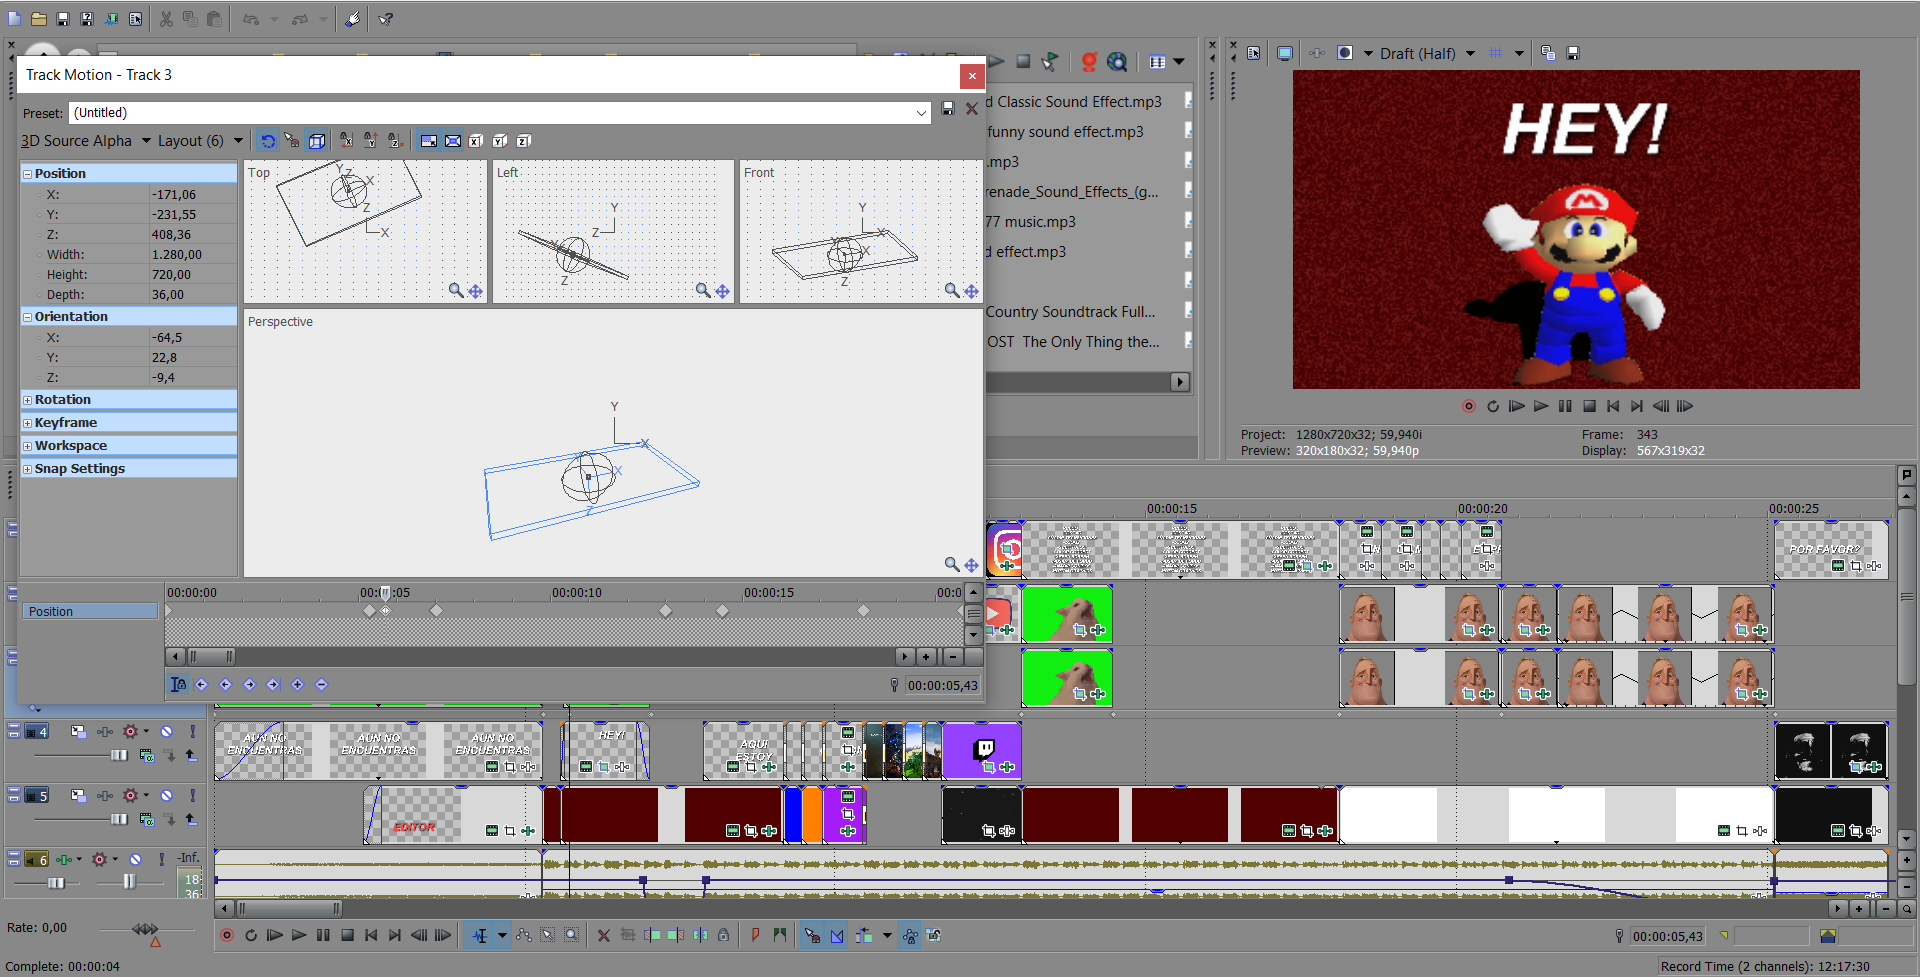 Track Motion - Track 3
Preset:
(Untitled)
3D Source Alpha
Layout (6)
Position
X: -171,06
Y: -231,55
Z: 408,36
Width: 1.280,00
Height: 720,00
Depth: 36,00
Orientation
X: -64,5
Y: 22,8
Z: -9,4
Rotation
Keyframe
Workspace
Snap Settings
Top
Left
Front
Perspective
00:00:00
00:00:05
00:00:10
00:00:15
Position
00:00:05,43
d Classic Sound Effect.mp3
funny sound effect.mp3
.mp3
renade_Sound_Effects_(g...
77 music.mp3
d effect.mp3
Country Soundtrack Full...
OST The Only Thing the...
Draft (Half)
HEY!
M
Project: 1280x720x32; 59,940i
Preview: 320x180x32; 59,940p
Frame: 343
Display: 567x319x32
00:00:15
00:00:20
00:00:25
POR FAVOR?
4
AUN NO
ENCUENTRAS
AUN NO
ENCUENTRAS
AUN NO
ENCUENTRAS
HEY!
AQUI
ESTOY
5
EDITOR
6
-Inf.
18
36
Rate: 0,00
00:00:05,43
Complete: 00:00:04
Record Time (2 channels): 12:17:30